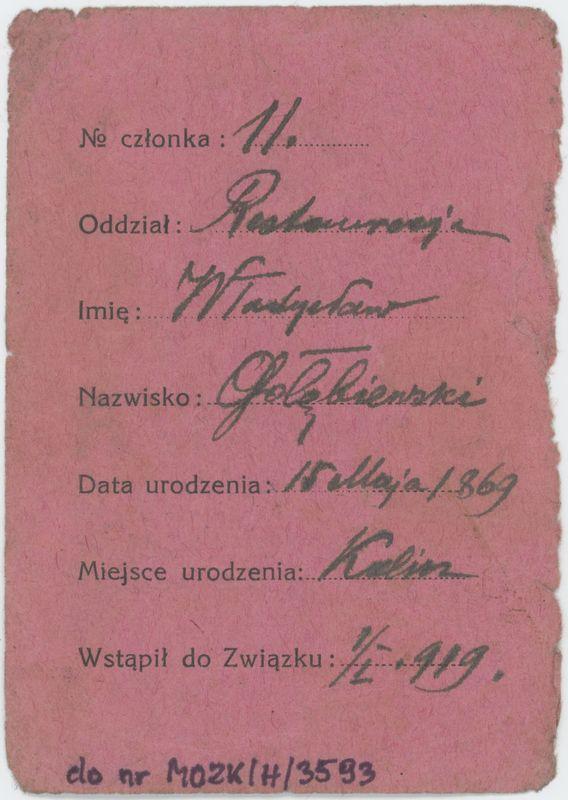 № członka: 11.
Oddział: Restauracyja
Imię: Władysław
Nazwisko: Gołębiewski
Data urodzenia: 15 Maja 1869
Miejsce urodzenia: Kalisz
Wstąpił do Związku: 1/I. 919.
do nr MOZK/H/3593